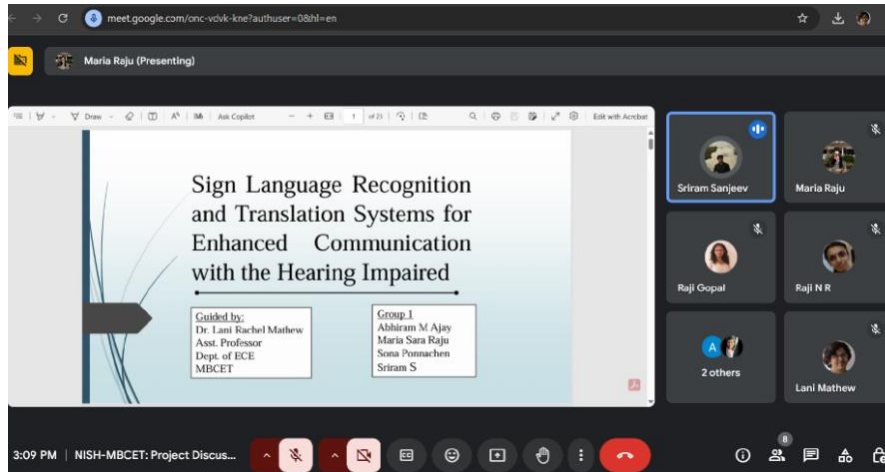 meet.google.com/onc-vdvk-kne?authuser=0&hl=en
Maria Raju (Presenting)
Draw
Ask Copilot
1 of 23
Edit with Acrobat
Sign Language Recognition
and Translation Systems for
Enhanced Communication
with the Hearing Impaired
Guided by:
Dr. Lani Rachel Mathew
Asst. Professor
Dept. of ECE
MBCET
Group 1
Abhiram M Ajay
Maria Sara Raju
Sona Ponnachen
Sriram S
Sriram Sanjeev
Maria Raju
Raji Gopal
Raji N R
A
2 others
Lani Mathew
3:09 PM | NISH-MBCET: Project Discus...
8